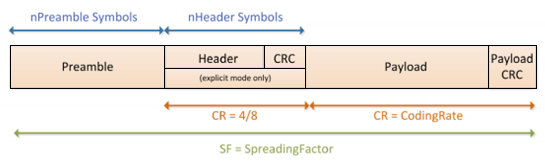 nPreamble Symbols
nHeader Symbols
Preamble
Header
CRC
(explicit mode only)
Payload
Payload
CRC
CR = 4/8
CR = CodingRate
SF = SpreadingFactor